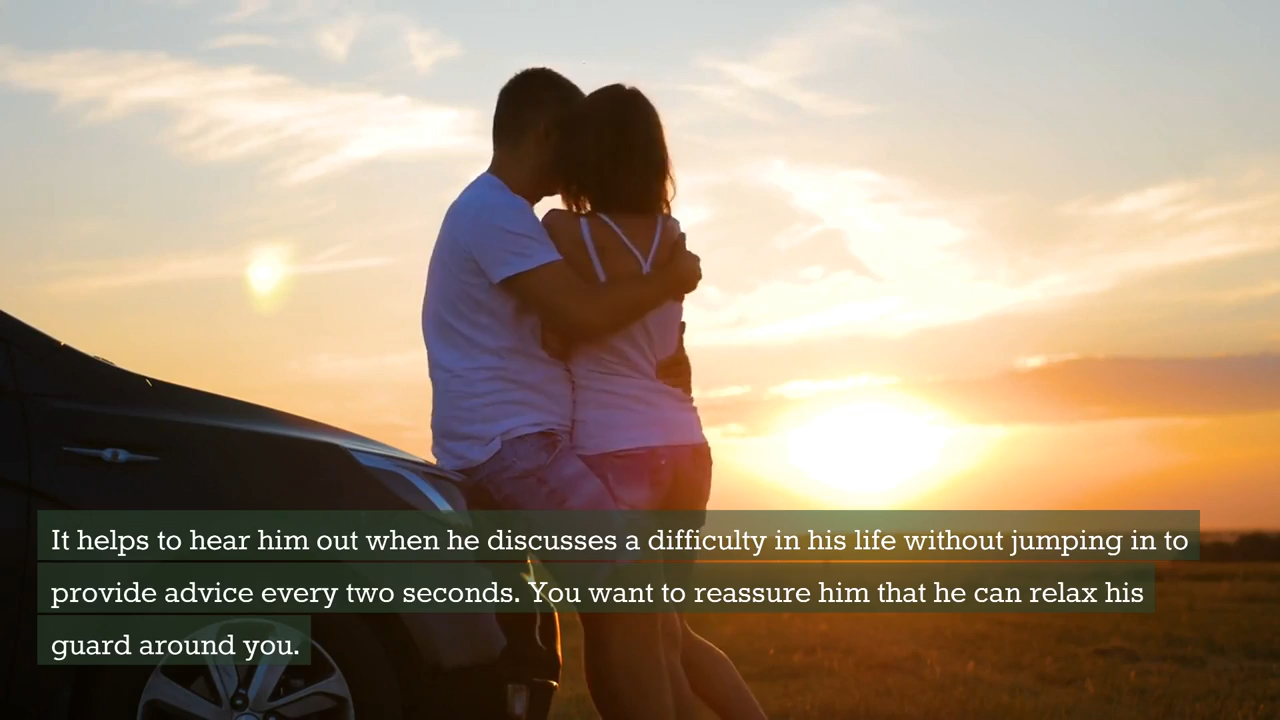 It helps to hear him out when he discusses a difficulty in his life without jumping in to
provide advice every two seconds. You want to reassure him that he can relax his
guard around you.